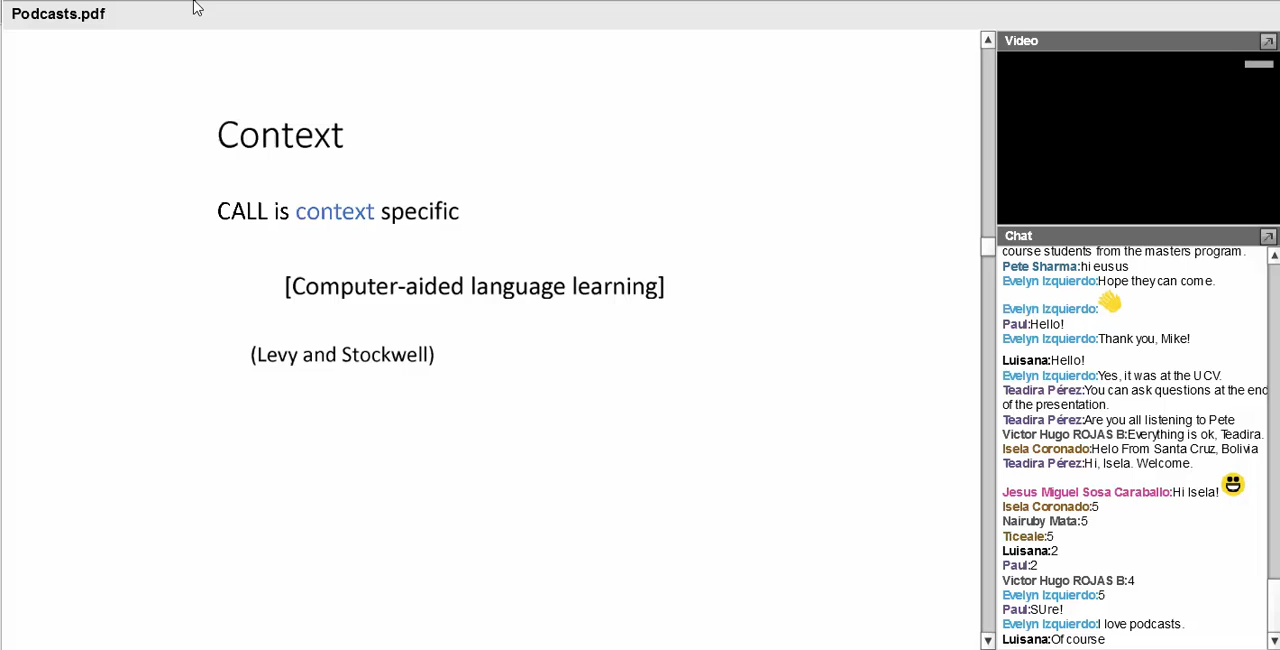 Podcasts.pdf
Context
CALL is context specific
[Computer-aided language learning]
(Levy and Stockwell)
Video
Chat
course students from the masters program.
Pete Sharma:hi eusus
Evelyn Izquierdo:Hope they can come.
Evelyn Izquierdo:
Paul:Hello!
Evelyn Izquierdo:Thank you, Mike!
Luisana:Hello!
Evelyn Izquierdo:Yes, it was at the UCV.
Teadira Pérez:You can ask questions at the end
of the presentation.
Teadira Pérez:Are you all listening to Pete
Victor Hugo ROJAS B:Everything is ok, Teadira.
Isela Coronado:Helo From Santa Cruz, Bolivia
Teadira Pérez:Hi, Isela. Welcome.
Jesus Miguel Sosa Caraballo:Hi Isela!
Isela Coronado:5
Nairuby Mata:5
Ticeale:5
Luisana:2
Paul:2
Victor Hugo ROJAS B:4
Evelyn Izquierdo:5
Paul:SUre!
Evelyn Izquierdo:I love podcasts.
Luisana:Of course